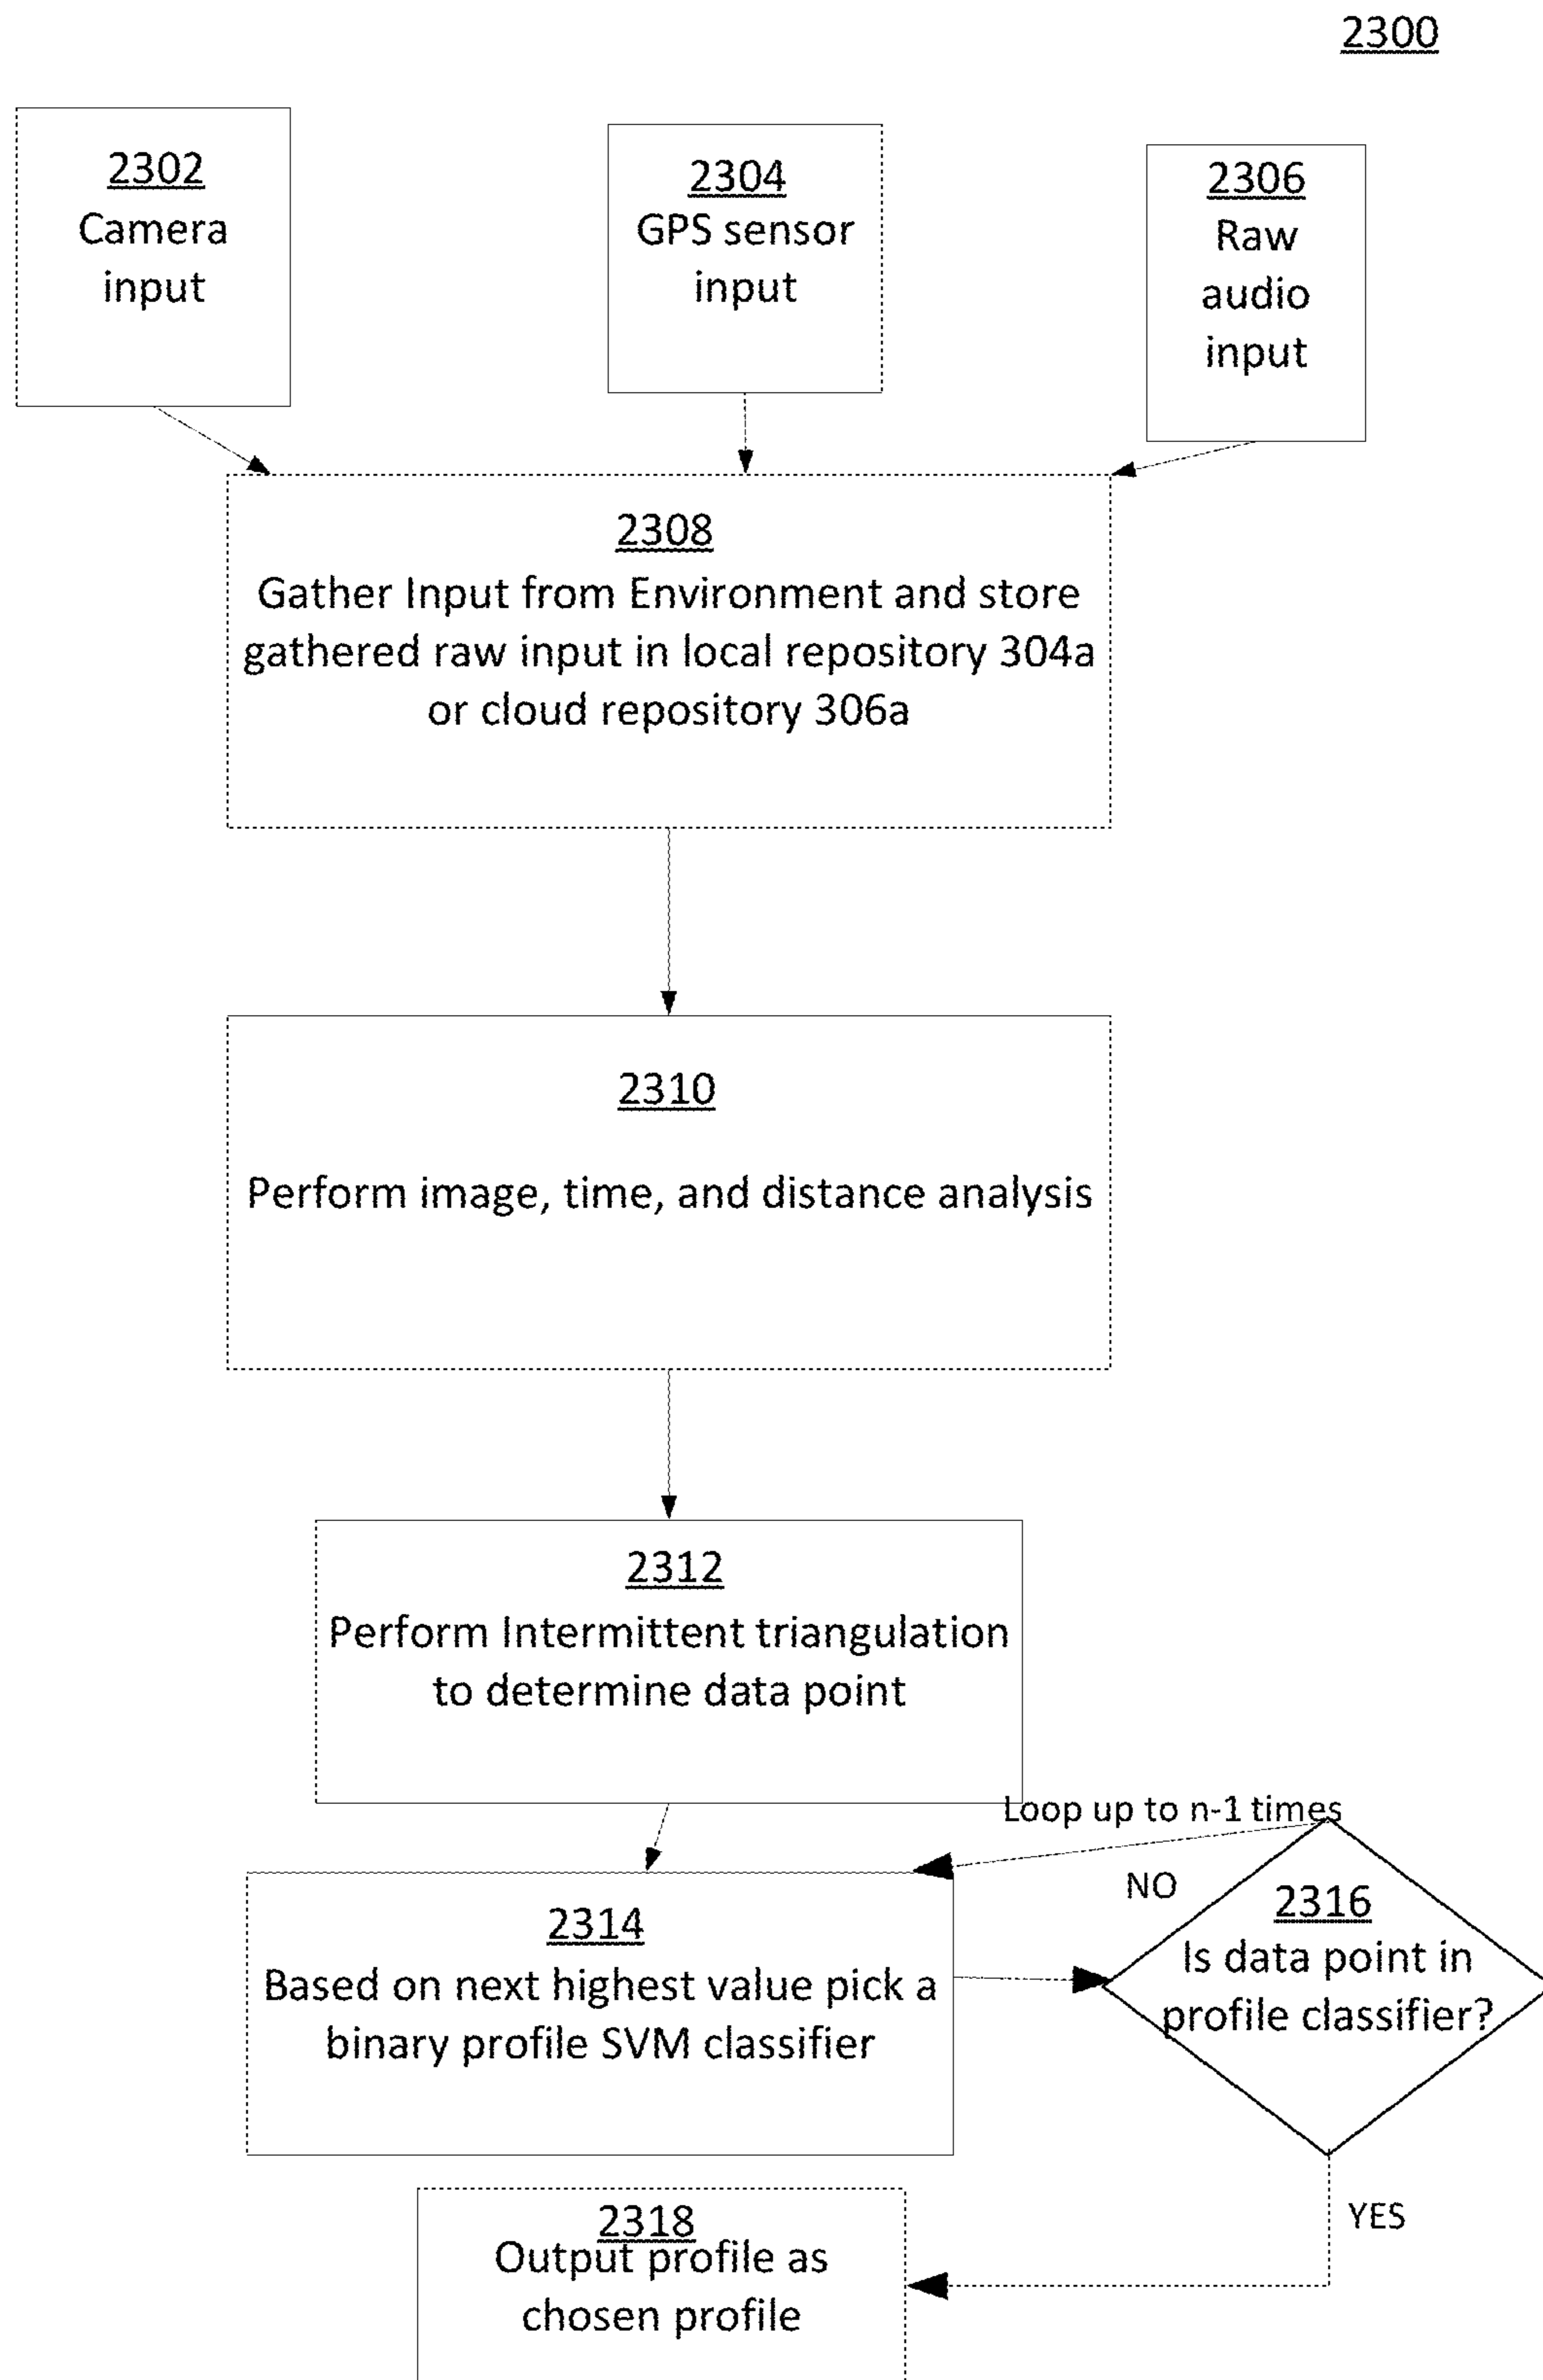 2300
2302
Camera
input
2304
GPS sensor
input
2306
Raw
audio
input
2308
Gather Input from Environment and store
gathered raw input in local repository 304a
or cloud repository 306a
2310
Perform image, time, and distance analysis
2312
Perform Intermittent triangulation
to determine data point
Loop up to n-1 times
NO
2314
Based on next highest value pick a
binary profile SVM classifier
2316
Is data point in
profile classifier?
YES
2318
Output profile as
chosen profile